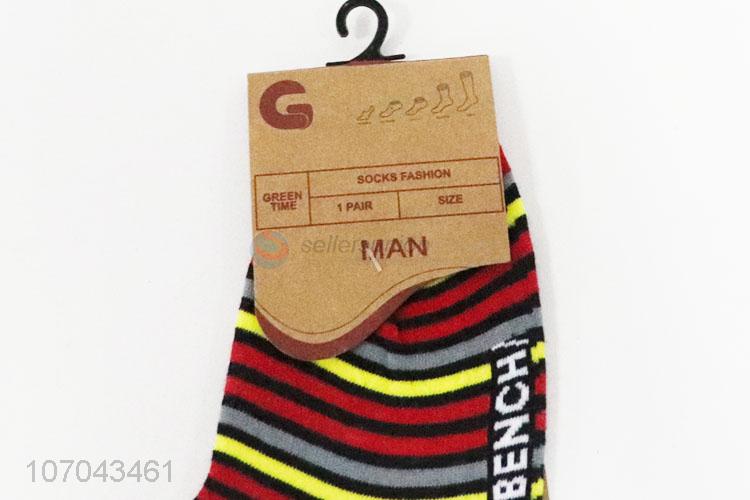 G
SOCKS FASHION
GREEN
TIME
1 PAIR
SIZE
MAN
BENCH
107043461